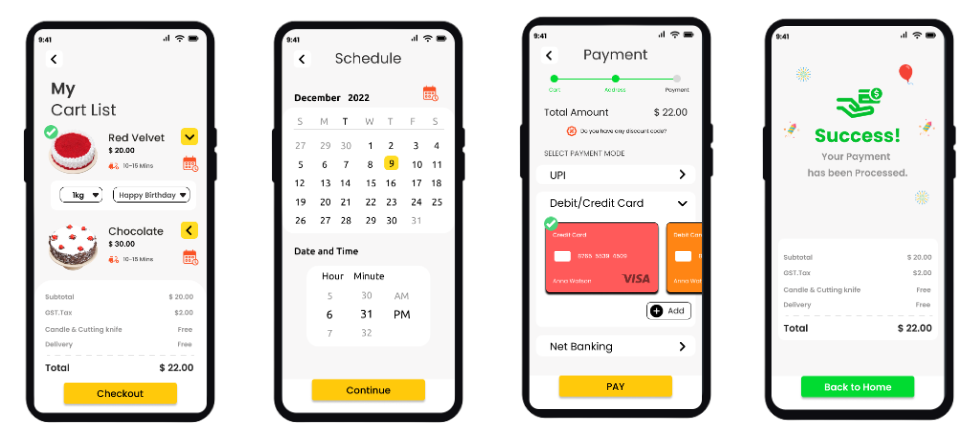 9:41
My
Cart List
Red Velvet
$ 20.00
10-15 Mins
1kg
Happy Birthday
Chocolate
$ 30.00
10-15 Mins
Subtotal $ 20.00
GST.Tax $2.00
Candle & Cutting knife Free
Delivery Free
Total $ 22.00
Checkout
9:41
Schedule
December 2022
S M T W T F S
27 29 30 1 2 3 4
5 6 7 8 9 10 11
12 13 14 15 16 17 18
19 20 21 22 23 24 25
26 27 28 29 30 31
Date and Time
Hour Minute
5 30 AM
6 31 PM
7 32
Continue
9:41
Payment
Cart Address Payment
Total Amount $ 22.00
Do you have any discount code?
SELECT PAYMENT MODE
UPI
Debit/Credit Card
Credit Card
8765 5639 4500
Anna Watson VISA
Debit Car
Anna Wa
Add
Net Banking
PAY
9:41
$
Success!
Your Payment
has been Processed.
Subtotal $ 20.00
GST.Tax $2.00
Candle & Cutting knife Free
Delivery Free
Total $ 22.00
Back to Home